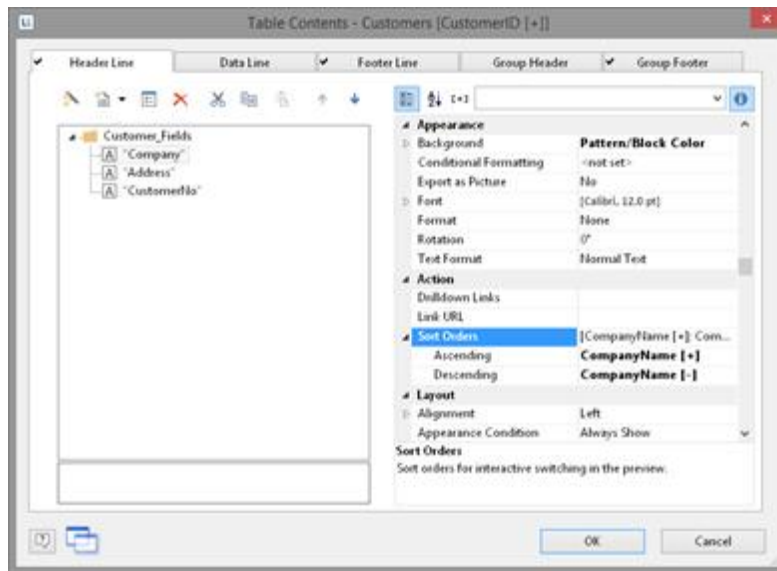 LL
Table Contents - Customers [CustomerID [+]]
Header Line
Data Line
Footer Line
Group Header
Group Footer
Customer_Fields
A "Company"
A "Address"
A "CustomerNo"
Appearance
Background Pattern/Block Color
Conditional Formatting <not set>
Export as Picture No
Font [Calibri, 12.0 pt]
Format None
Rotation 0°
Text Format Normal Text
Action
Drilldown Links
Link URL
Sort Orders [CompanyName [+]: Com...
Ascending CompanyName [+]
Descending CompanyName [-]
Layout
Alignment Left
Appearance Condition Always Show
Sort Orders
Sort orders for interactive switching in the preview.
OK
Cancel